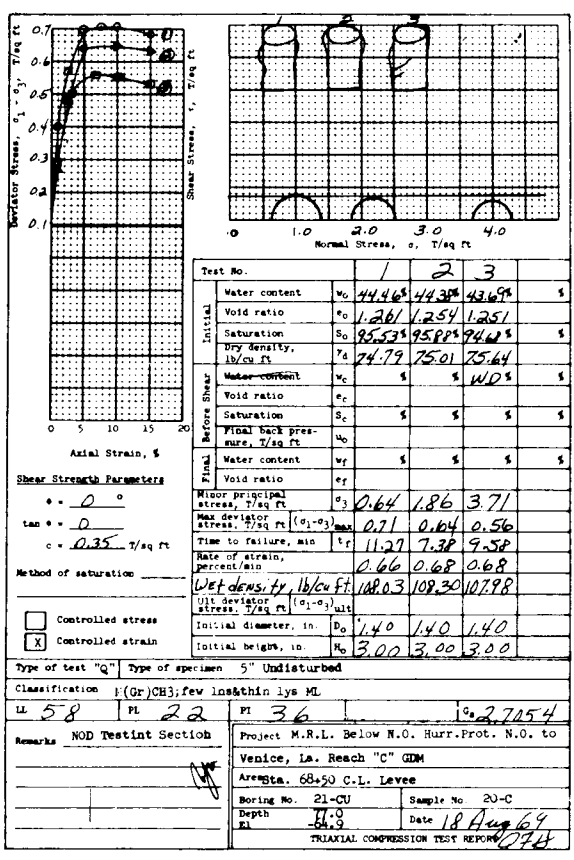 1 2 3
0.7
0.6
0.5
0.4
0.3
0.2
0.1
Deviator Stress, σ1 - σ3, T/sq ft
Shear Stress, τ, T/sq ft
.0 1.0 2.0 3.0 4.0
Normal Stress, σ, T/sq ft
0 5 10 15 20
Axial Strain, %
Shear Strength Parameters
φ = 0 °
tan φ = 0
c = 0.35 T/sq ft
Method of saturation
Controlled stress
X Controlled strain
Test No. 1 2 3
Initial
Water content w0 44.46% 44.38% 43.69% %
Void ratio e0 1.261 1.254 1.251
Saturation S0 95.53% 95.88% 94.61% %
Dry density, lb/cu ft γd 74.79 75.01 75.64
Before Shear
Water content wc % % WD % %
Void ratio ec
Saturation Sc % % % %
Final back pressure, T/sq ft u0
Final
Water content wf % % % %
Void ratio ef
Minor principal stress, T/sq ft σ3 0.64 1.86 3.71
Max deviator stress, T/sq ft (σ1-σ3)max 0.71 0.64 0.56
Time to failure, min tf 11.27 7.38 9.58
Rate of strain, percent/min 0.66 0.68 0.68
Wet density, lb/cu ft. 108.03 108.30 107.98
Ult deviator stress, T/sq ft (σ1-σ3)ult
Initial diameter, in. D0 1.40 1.40 1.40
Initial height, in. H0 3.00 3.00 3.00
Type of test "Q" Type of specimen 5" Undisturbed
Classification (Gr)CH3;few lns&thin lys ML
LL 58 PL 22 PI 36 Gs 2.7054
Remarks NOD Testint Section
Project M.R.L. Below N.O. Hurr.Prot. N.O. to
Venice, La. Reach "C" GDM
Area Sta. 68+50 C.L. Levee
Boring No. 21-CU Sample No. 20-C
Depth 77.0
El -64.9
Date 18 Aug 69
TRIAXIAL COMPRESSION TEST REPORT